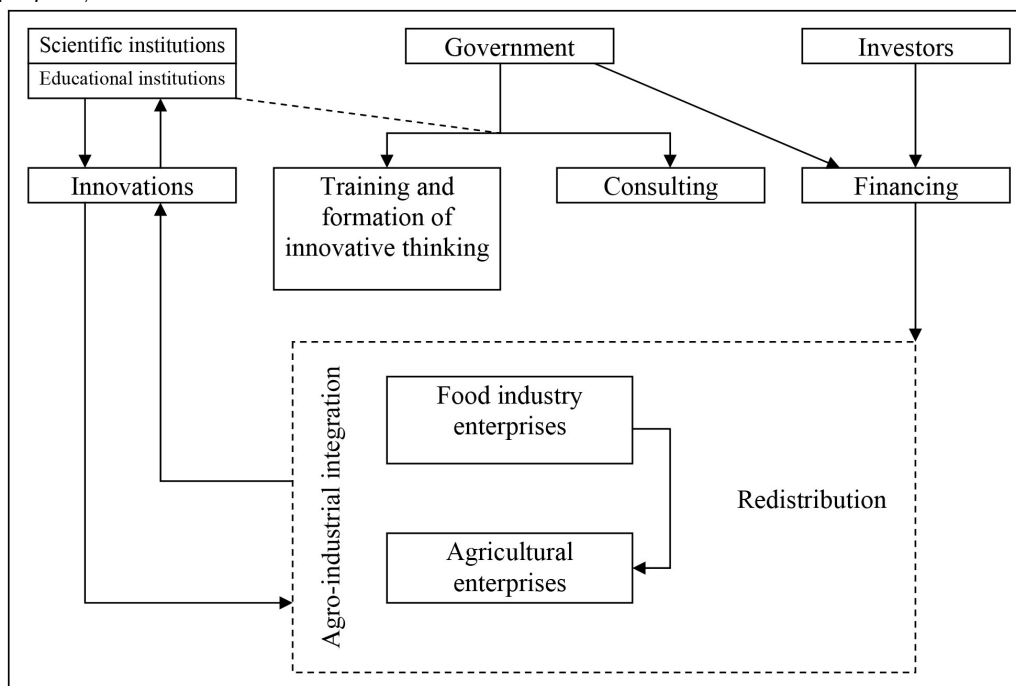 Scientific institutions
Educational institutions
Government
Investors
Innovations
Training and
formation of
innovative thinking
Consulting
Financing
Agro-industrial integration
Food industry
enterprises
Redistribution
Agricultural
enterprises